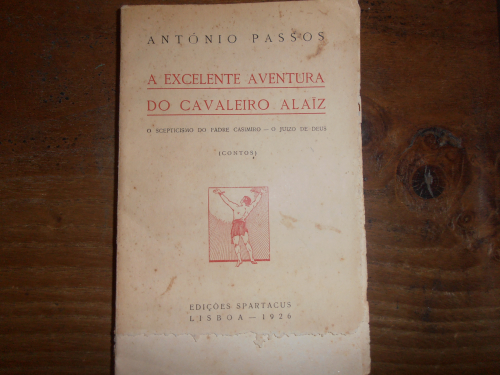 ANTÓNIO PASSOS
A EXCELENTE AVENTURA
DO CAVALEIRO ALAÏZ
O SCEPTICISMO DO PADRE CASIMIRO — O JUIZO DE DEUS
(CONTOS)
EDIÇÕES SPARTACUS
LISBOA — 1926